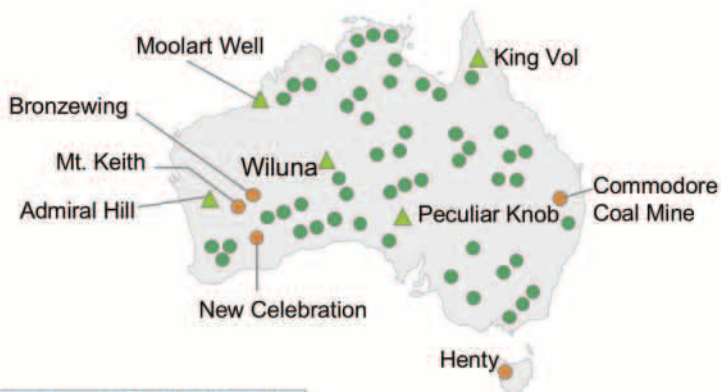 Moolart Well
King Vol
Bronzewing
Mt. Keith
Wiluna
Admiral Hill
Commodore
Coal Mine
Peculiar Knob
New Celebration
Henty